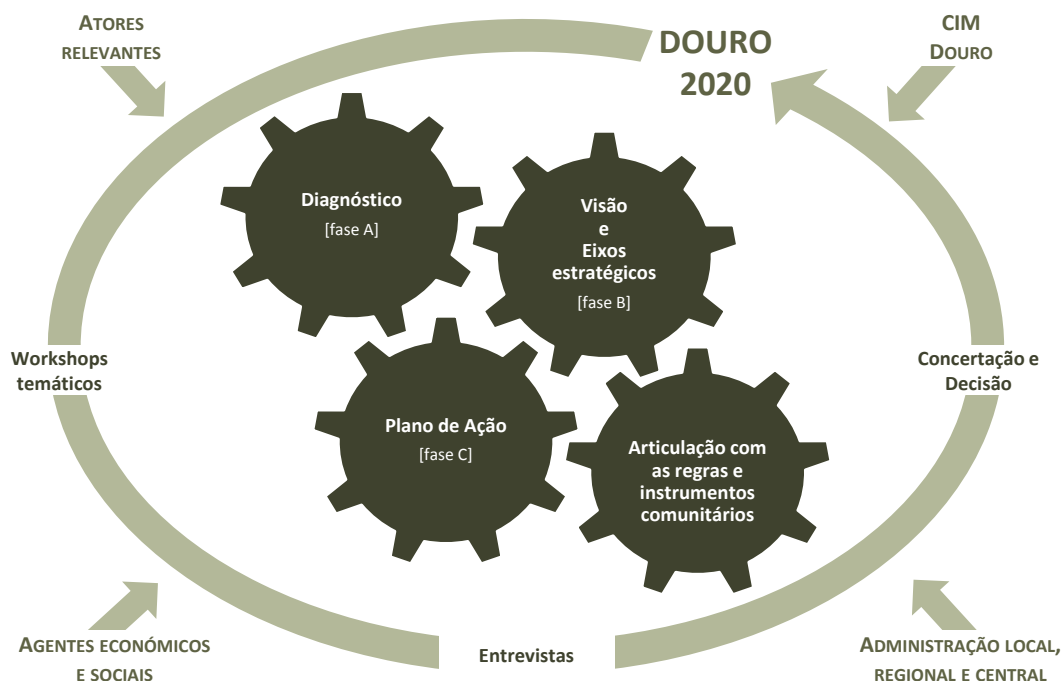 ATORES
RELEVANTES
DOURO
2020
CIM
DOURO
Diagnóstico
[fase A]
Visão
e
Eixos
estratégicos
[fase B]
Workshops
temáticos
Concertação e
Decisão
Plano de Ação
[fase C]
Articulação com
as regras e
instrumentos
comunitários
AGENTES ECONÓMICOS
E SOCIAIS
Entrevistas
ADMINISTRAÇÃO LOCAL,
REGIONAL E CENTRAL